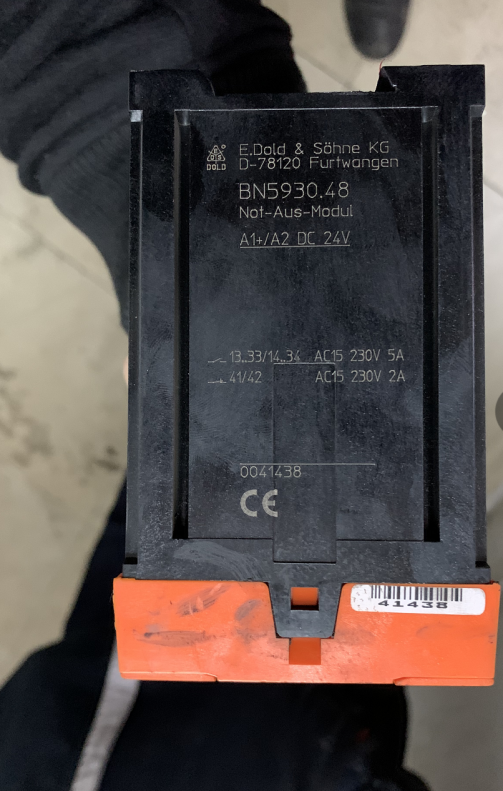 DOLD
E.Dold & Söhne KG
D-78120 Furtwangen
BN5930.48
Not-Aus-Modul
A1+/A2 DC 24V
13..33/14..34 AC15 230V 5A
41/42 AC15 230V 2A
0041438
CE
41438